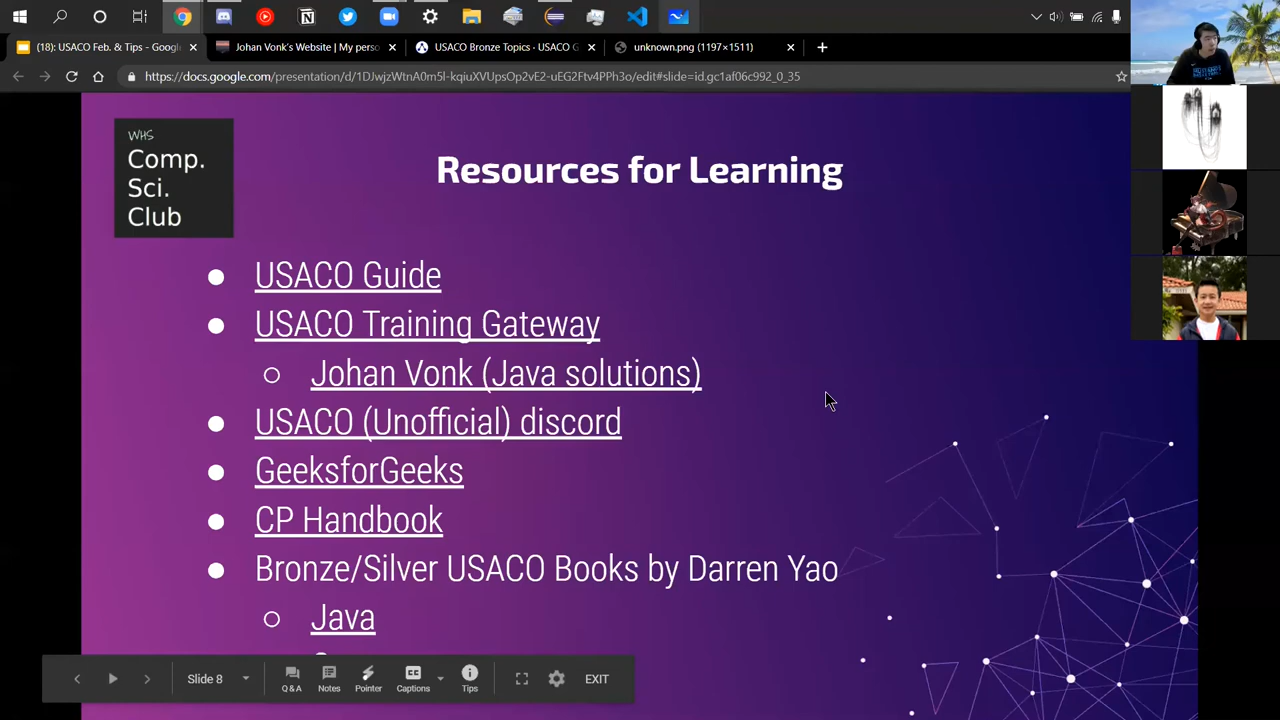 (18): USACO Feb. & Tips - Google
Johan Vonk's Website | My perso
USACO Bronze Topics · USACO G
unknown.png (1197×1511)
https://docs.google.com/presentation/d/1DJwjzWtnA0m5l-kqiuXVUjsOp2vE2-uEG2Ftv4PPh3o/edit#slide=id.gc1af06c992_0_35
WHS
Comp.
Sci.
Club
Resources for Learning
USACO Guide
USACO Training Gateway
Johan Vonk (Java solutions)
USACO (Unofficial) discord
GeeksforGeeks
CP Handbook
Bronze/Silver USACO Books by Darren Yao
Java
Slide 8
Q & A
Notes
Pointer
Captions
Tips
EXIT